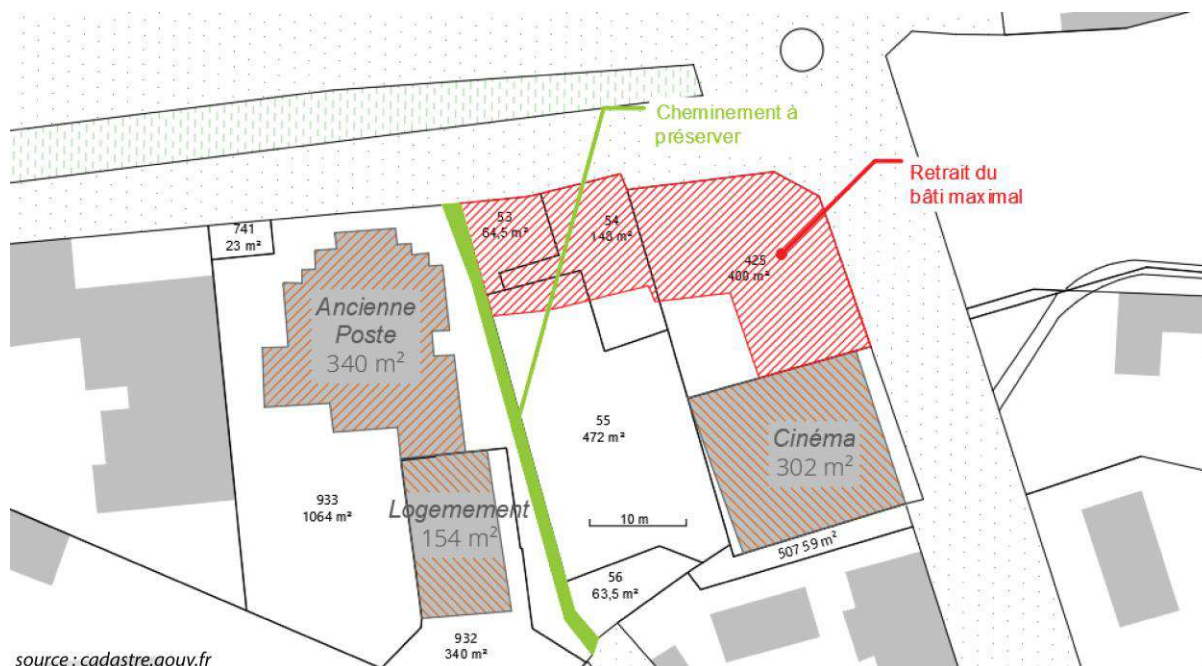 Cheminement à
préserver
Retrait du
bâti maximal
53
64,5 m²
54
148 m²
741
23 m²
425
400 m²
Ancienne
Poste
340 m²
55
472 m²
Cinéma
302 m²
933
1064 m²
Logemement
154 m²
10 m
507 59 m²
56
63,5 m²
932
340 m²
source : cadastre.gouv.fr